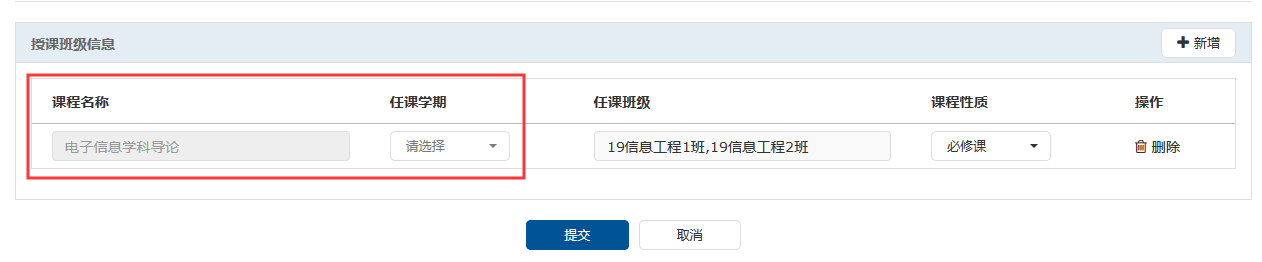 授课班级信息
新增
课程名称 任课学期 任课班级 课程性质 操作
电子信息学科导论 请选择 19信息工程1班,19信息工程2班 必修课 删除
提交 取消